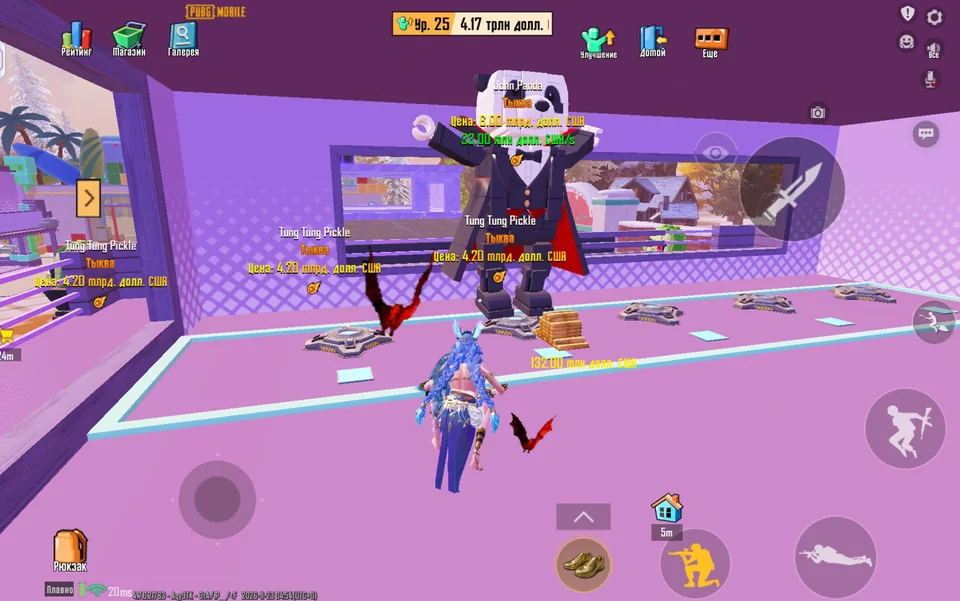 PUBG MOBILE
Рейтинг
Магазин
Галерея
Ур. 25
4.17 трлн долл.
Улучшение
Домой
Еще
Все
John Panda
Тыква
Цена: 8.00 млрд. долл. США
Tung Tung Pickle
Тыква
Цена: 4.20 млрд. долл. США
Tung Tung Pickle
Тыква
Цена: 4.20 млрд. долл. США
Tung Tung Pickle
Тыква
Цена: 4.20 млрд. долл. США
24m
132.00 млн долл. США
5m
Рюкзак
Плавно
20ms